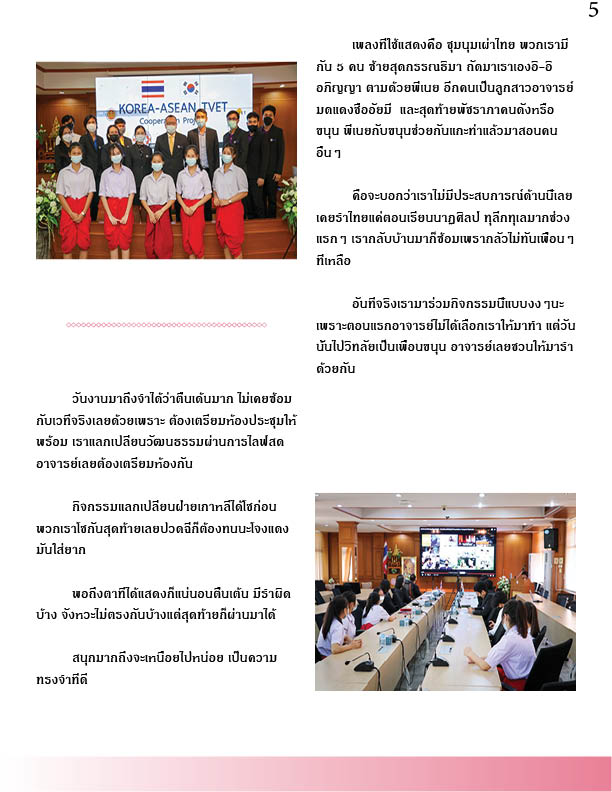 5
เพลงที่ใช้แสดงคือ ชุมนุมเผ่าไทย พวกเรามี
กัน 5 คน ซ้ายสุดกรรณธิมา ถัดมาเราเองอิ-อิ
อภิญญา ตามด้วยพี่เนย อีกคนเป็นลูกสาวอาจารย์
มดแดงชื่ออัยมี่ และสุดท้ายพัชราภาคนดังหรือ
ขนุน พี่เนยกับขนุนช่วยกันแกะท่าแล้วมาสอนคน
อื่นๆ
คือจะบอกว่าเราไม่มีประสบการณ์ด้านนี้เลย
เคยรำไทยแค่ตอนเรียนนาฏศิลป์ ทุลักทุเลมากช่วง
แรกๆ เรากลับบ้านมาก็ซ้อมเพรากลัวไม่ทันเพื่อนๆ
ที่เหลือ
อันที่จริงเรามาร่วมกิจกรรมนี้แบบงงๆนะ
เพราะตอนแรกอาจารย์ไม่ได้เลือกเราให้มาทำ แต่วัน
นั้นไปวิทลัยเป็นเพื่อนขนุน อาจารย์เลยชวนให้มารำ
ด้วยกัน
KOREA-ASEAN TVET
Cooperation Project
วันงานมาถึงจำได้ว่าตื่นเต้นมาก ไม่เคยซ้อม
กับเวทีจริงเลยด้วยเพราะ ต้องเตรียมห้องประชุมให้
พร้อม เราแลกเปลี่ยนวัฒนธรรมผ่านการไลฟ์สด
อาจารย์เลยต้องเตรียมห้องกัน
กิจกรรมแลกเปลี่ยนฝ่ายเกาหลีได้โชก่อน
พวกเราโชกันสุดท้ายเลยปวดฉี่ก็ต้องทนนะโจงแดง
มันใส่ยาก
พอถึงตาที่ได้แสดงก็แน่นอนตื่นเต้น มีรำผิด
บ้าง จังหวะไม่ตรงกันบ้างแต่สุดท้ายก็ผ่านมาได้
สนุกมากถึงจะเหนื่อยไปหน่อย เป็นความ
ทรงจำที่ดี